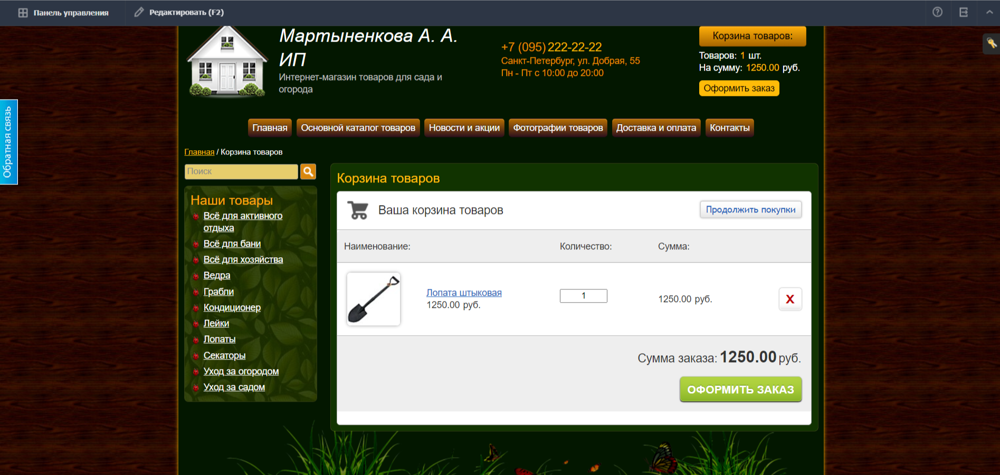 Панель управления
Редактировать (F2)
Мартыненкова А. А.
ИП
Интернет-магазин товаров для сада и
огорода
+7 (095) 222-22-22
Санкт-Петербург, ул. Добрая, 55
Пн - Пт с 10:00 до 20:00
Корзина товаров:
Товаров: 1 шт.
На сумму: 1250.00 руб.
Оформить заказ
Обратная связь
Главная
Основной каталог товаров
Новости и акции
Фотографии товаров
Доставка и оплата
Контакты
Главная / Корзина товаров
Поиск
Наши товары
Всё для активного
отдыха
Всё для бани
Всё для хозяйства
Ведра
Грабли
Кондиционер
Лейки
Лопаты
Секаторы
Уход за огородом
Уход за садом
Корзина товаров
Ваша корзина товаров
Продолжить покупки
Наименование: Количество: Сумма:
Лопата штыковая
1250.00 руб.
1
1250.00 руб.
X
Сумма заказа: 1250.00 руб.
ОФОРМИТЬ ЗАКАЗ